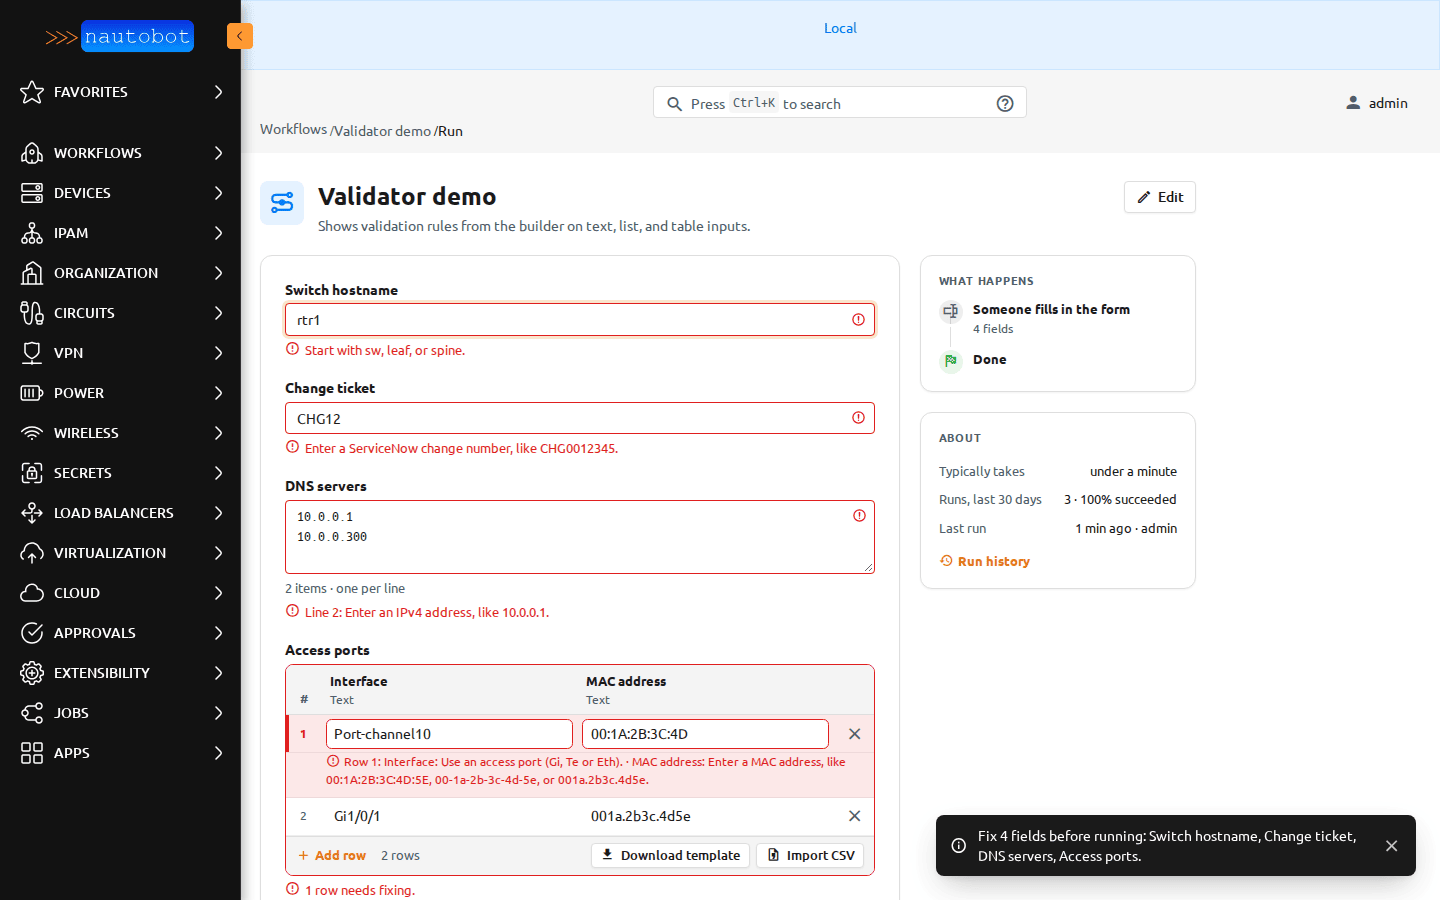 nautobot
FAVORITES
WORKFLOWS
DEVICES
IPAM
ORGANIZATION
CIRCUITS
VPN
POWER
WIRELESS
SECRETS
LOAD BALANCERS
VIRTUALIZATION
CLOUD
APPROVALS
EXTENSIBILITY
JOBS
APPS
Local
Press Ctrl+K to search
admin
Workflows /Validator demo /Run
Validator demo
Shows validation rules from the builder on text, list, and table inputs.
Edit
Switch hostname
rtr1
Start with sw, leaf, or spine.
Change ticket
CHG12
Enter a ServiceNow change number, like CHG0012345.
DNS servers
10.0.0.1
10.0.0.300
2 items · one per line
Line 2: Enter an IPv4 address, like 10.0.0.1.
Access ports
# Interface MAC address
Text Text
1 Port-channel10 00:1A:2B:3C:4D
Row 1: Interface: Use an access port (Gi, Te or Eth). · MAC address: Enter a MAC address, like
00:1A:2B:3C:4D:5E, 00-1a-2b-3c-4d-5e, or 001a.2b3c.4d5e.
2 Gi1/0/1 001a.2b3c.4d5e
+ Add row 2 rows Download template Import CSV
1 row needs fixing.
WHAT HAPPENS
Someone fills in the form
4 fields
Done
ABOUT
Typically takes under a minute
Runs, last 30 days 3 · 100% succeeded
Last run 1 min ago · admin
Run history
Fix 4 fields before running: Switch hostname, Change ticket,
DNS servers, Access ports.